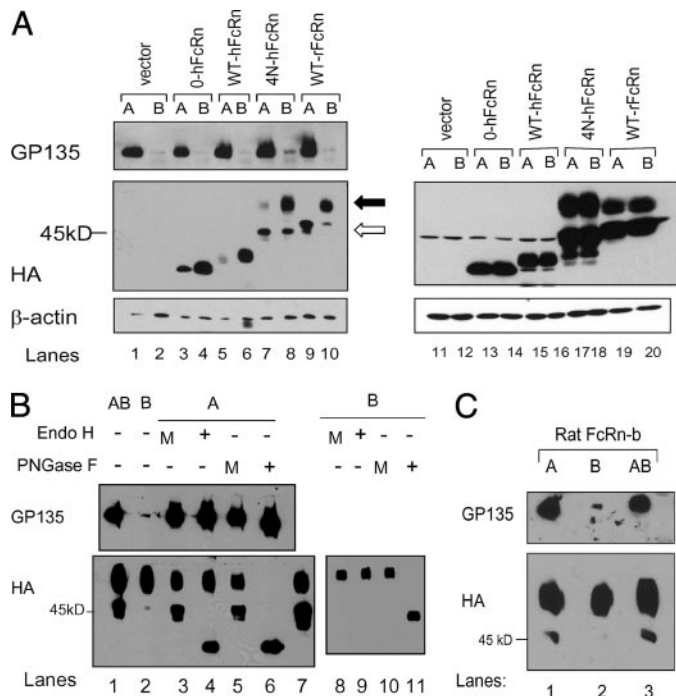 A
vector
0-hFcRn
WT-hFcRn
4N-hFcRn
WT-rFcRn
A B A B A B A B A B
GP135
45kD
HA
β-actin
Lanes 1 2 3 4 5 6 7 8 9 10
vector
0-hFcRn
WT-hFcRn
4N-hFcRn
WT-rFcRn
A B A B A B A B A B
11 12 13 14 15 16 17 18 19 20
B
AB B A
Endo H - - M + - -
PNGase F - - - - M +
GP135
HA
45kD
Lanes 1 2 3 4 5 6 7
B
M + - -
- - M +
8 9 10 11
C
Rat FcRn-b
A B AB
GP135
HA
45 kD
Lanes: 1 2 3